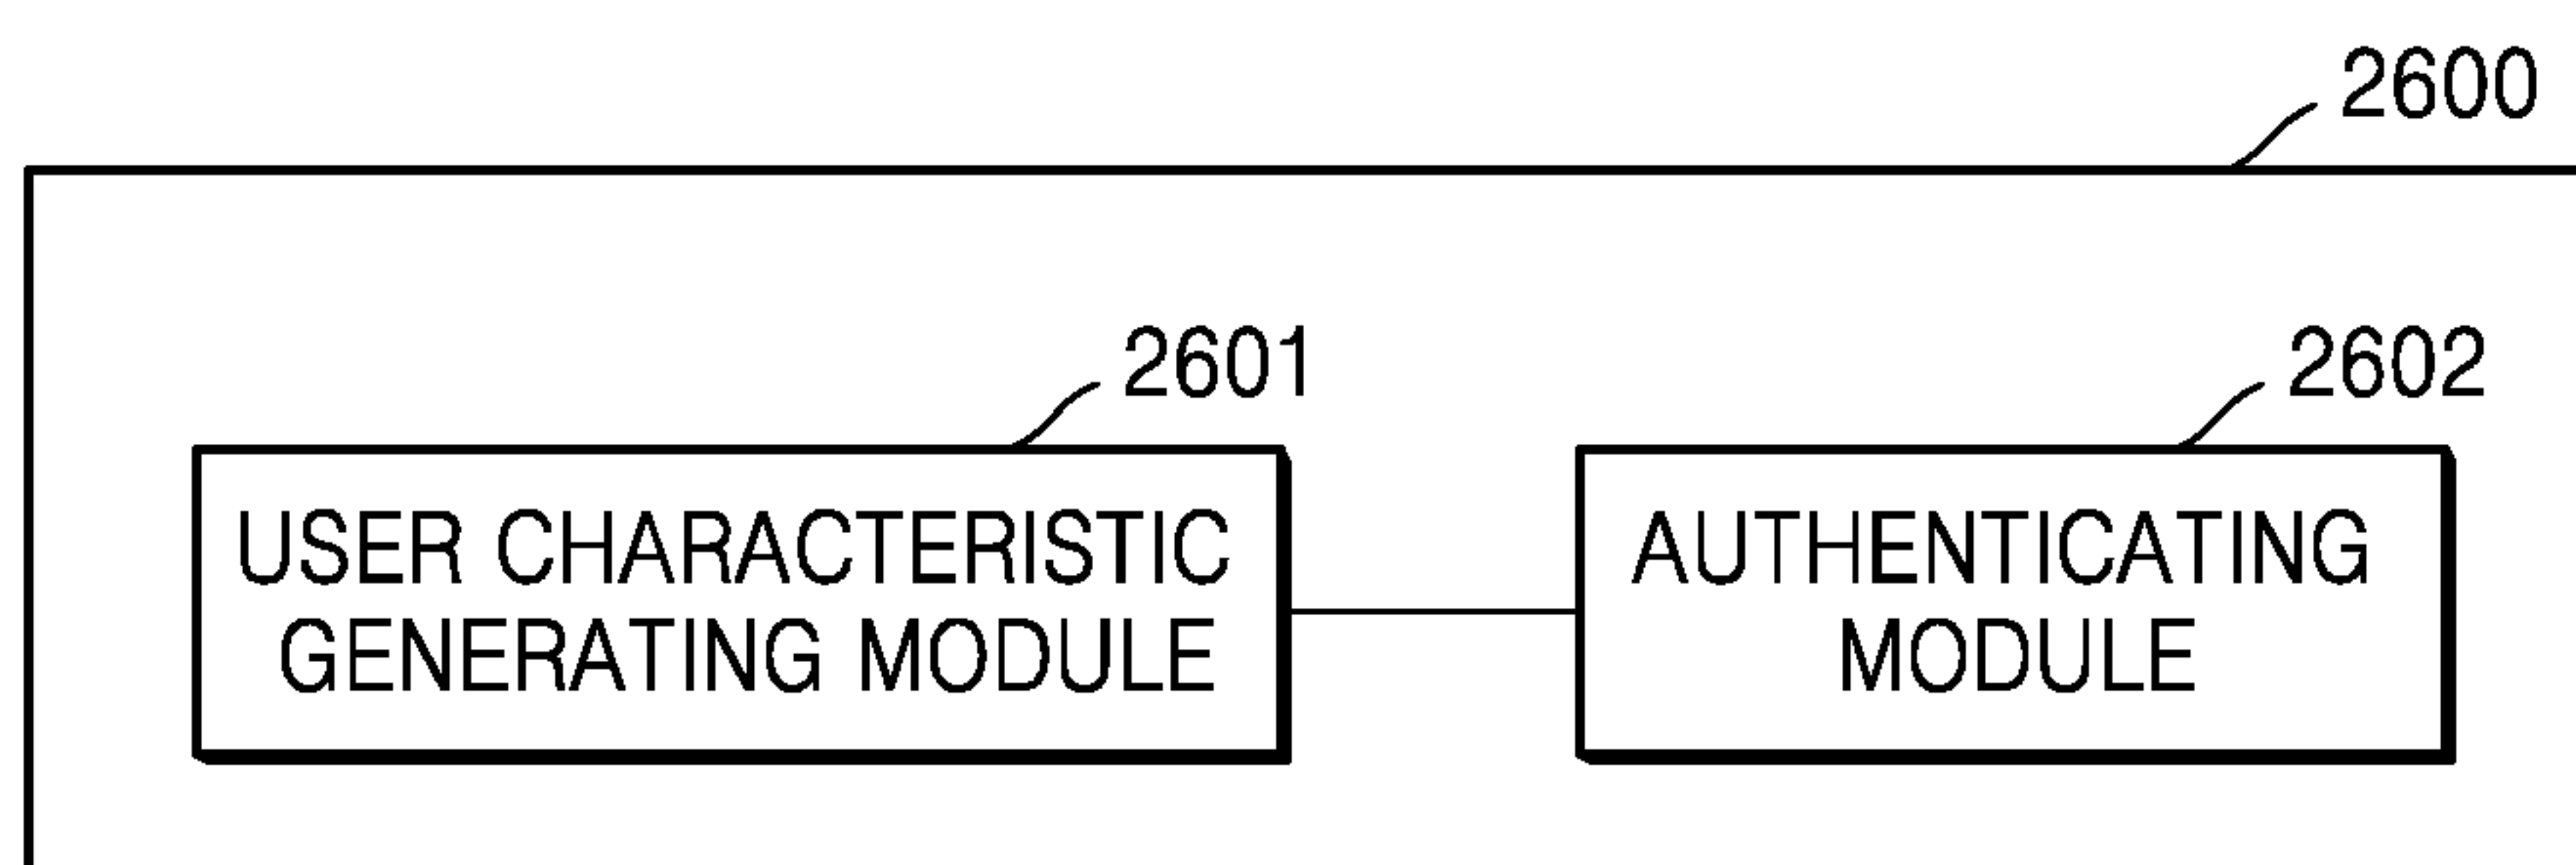 2600
2601
2602
USER CHARACTERISTIC
GENERATING MODULE
AUTHENTICATING
MODULE